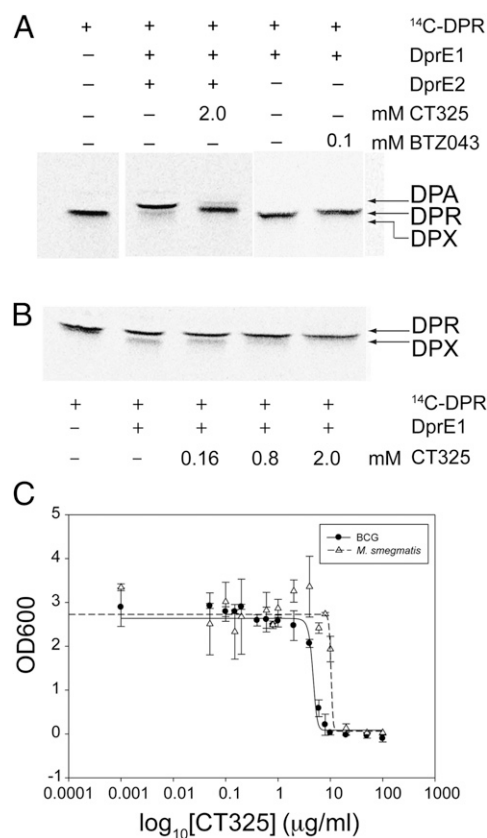 A
+ + + + + ¹⁴C-DPR
– + + + + DprE1
– + + – – DprE2
– – 2.0 – – mM CT325
– – – – 0.1 mM BTZ043
DPA
DPR
DPX
B
DPR
DPX
+ + + + + ¹⁴C-DPR
– + + + + DprE1
– – 0.16 0.8 2.0 mM CT325
C
5
4
3
2
1
0
-1
OD600
BCG
M. smegmatis
0.0001 0.001 0.01 0.1 1 10 100 1000
log₁₀[CT325] (µg/ml)